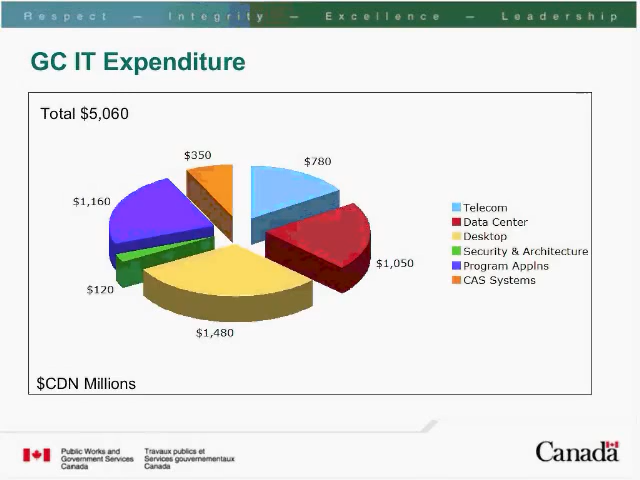 Respect — Integrity — Excellence — Leadership
GC IT Expenditure
Total $5,060
$350
$780
$1,160
Telecom
Data Center
Desktop
Security & Architecture
Program Applns
CAS Systems
$1,050
$120
$1,480
$CDN Millions
Public Works and
Government Services
Canada
Travaux publics et
Services gouvernementaux
Canada
Canada